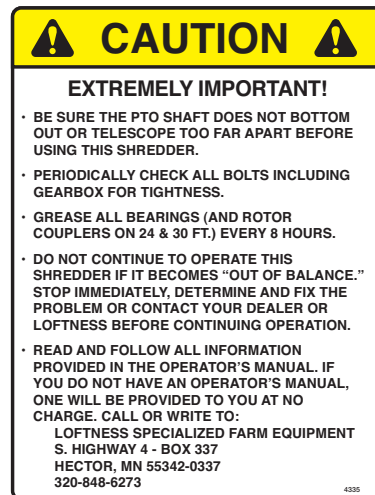 CAUTION
EXTREMELY IMPORTANT!
• BE SURE THE PTO SHAFT DOES NOT BOTTOM
OUT OR TELESCOPE TOO FAR APART BEFORE
USING THIS SHREDDER.
• PERIODICALLY CHECK ALL BOLTS INCLUDING
GEARBOX FOR TIGHTNESS.
• GREASE ALL BEARINGS (AND ROTOR
COUPLERS ON 24 & 30 FT.) EVERY 8 HOURS.
• DO NOT CONTINUE TO OPERATE THIS
SHREDDER IF IT BECOMES “OUT OF BALANCE.”
STOP IMMEDIATELY, DETERMINE AND FIX THE
PROBLEM OR CONTACT YOUR DEALER OR
LOFTNESS BEFORE CONTINUING OPERATION.
• READ AND FOLLOW ALL INFORMATION
PROVIDED IN THE OPERATOR’S MANUAL. IF
YOU DO NOT HAVE AN OPERATOR’S MANUAL,
ONE WILL BE PROVIDED TO YOU AT NO
CHARGE. CALL OR WRITE TO:
LOFTNESS SPECIALIZED FARM EQUIPMENT
S. HIGHWAY 4 - BOX 337
HECTOR, MN 55342-0337
320-848-6273
4335